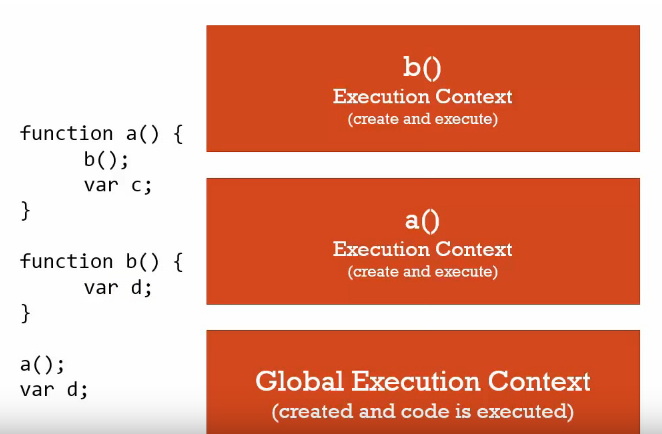 function a() {
b();
var c;
}
function b() {
var d;
}
a();
var d;
b()
Execution Context
(create and execute)
a()
Execution Context
(create and execute)
Global Execution Context
(created and code is executed)